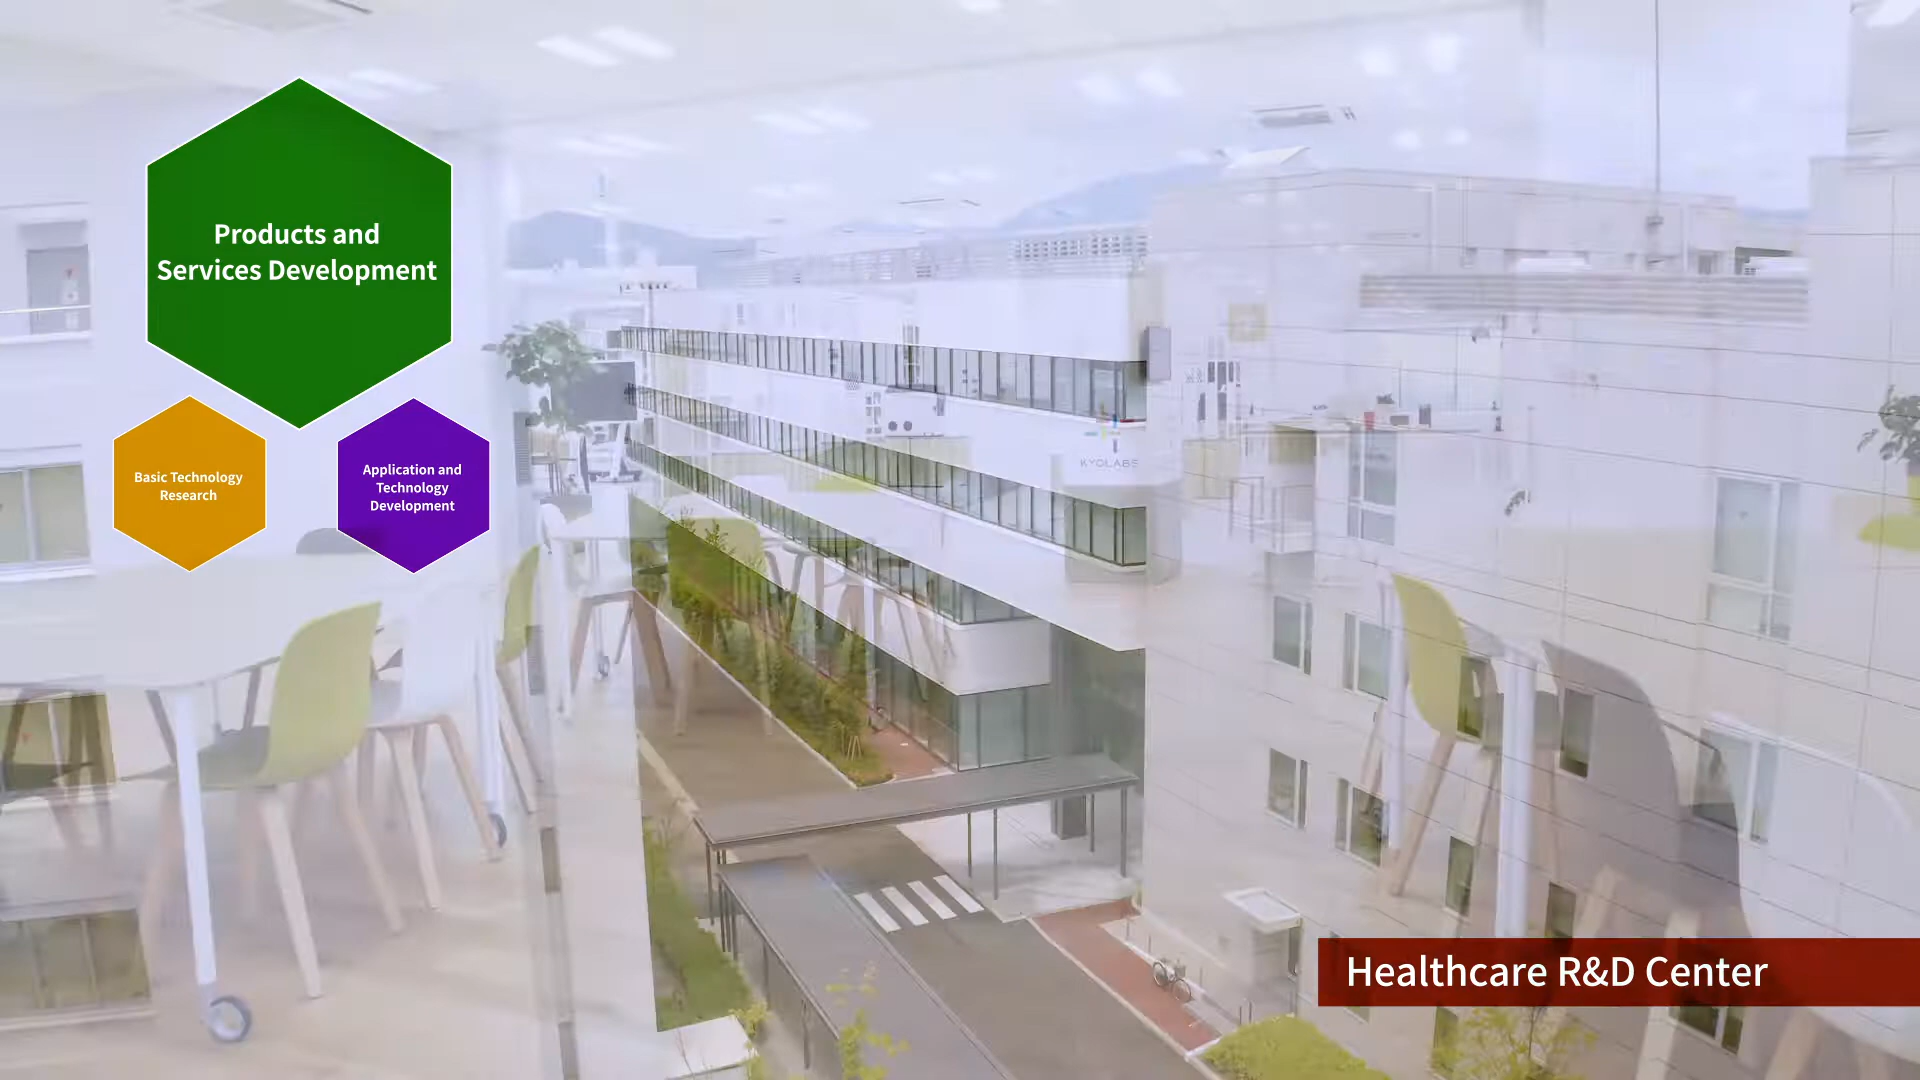 Products and
Services Development
Basic Technology
Research
Application and
Technology
Development
KYOLABS
Healthcare R&D Center